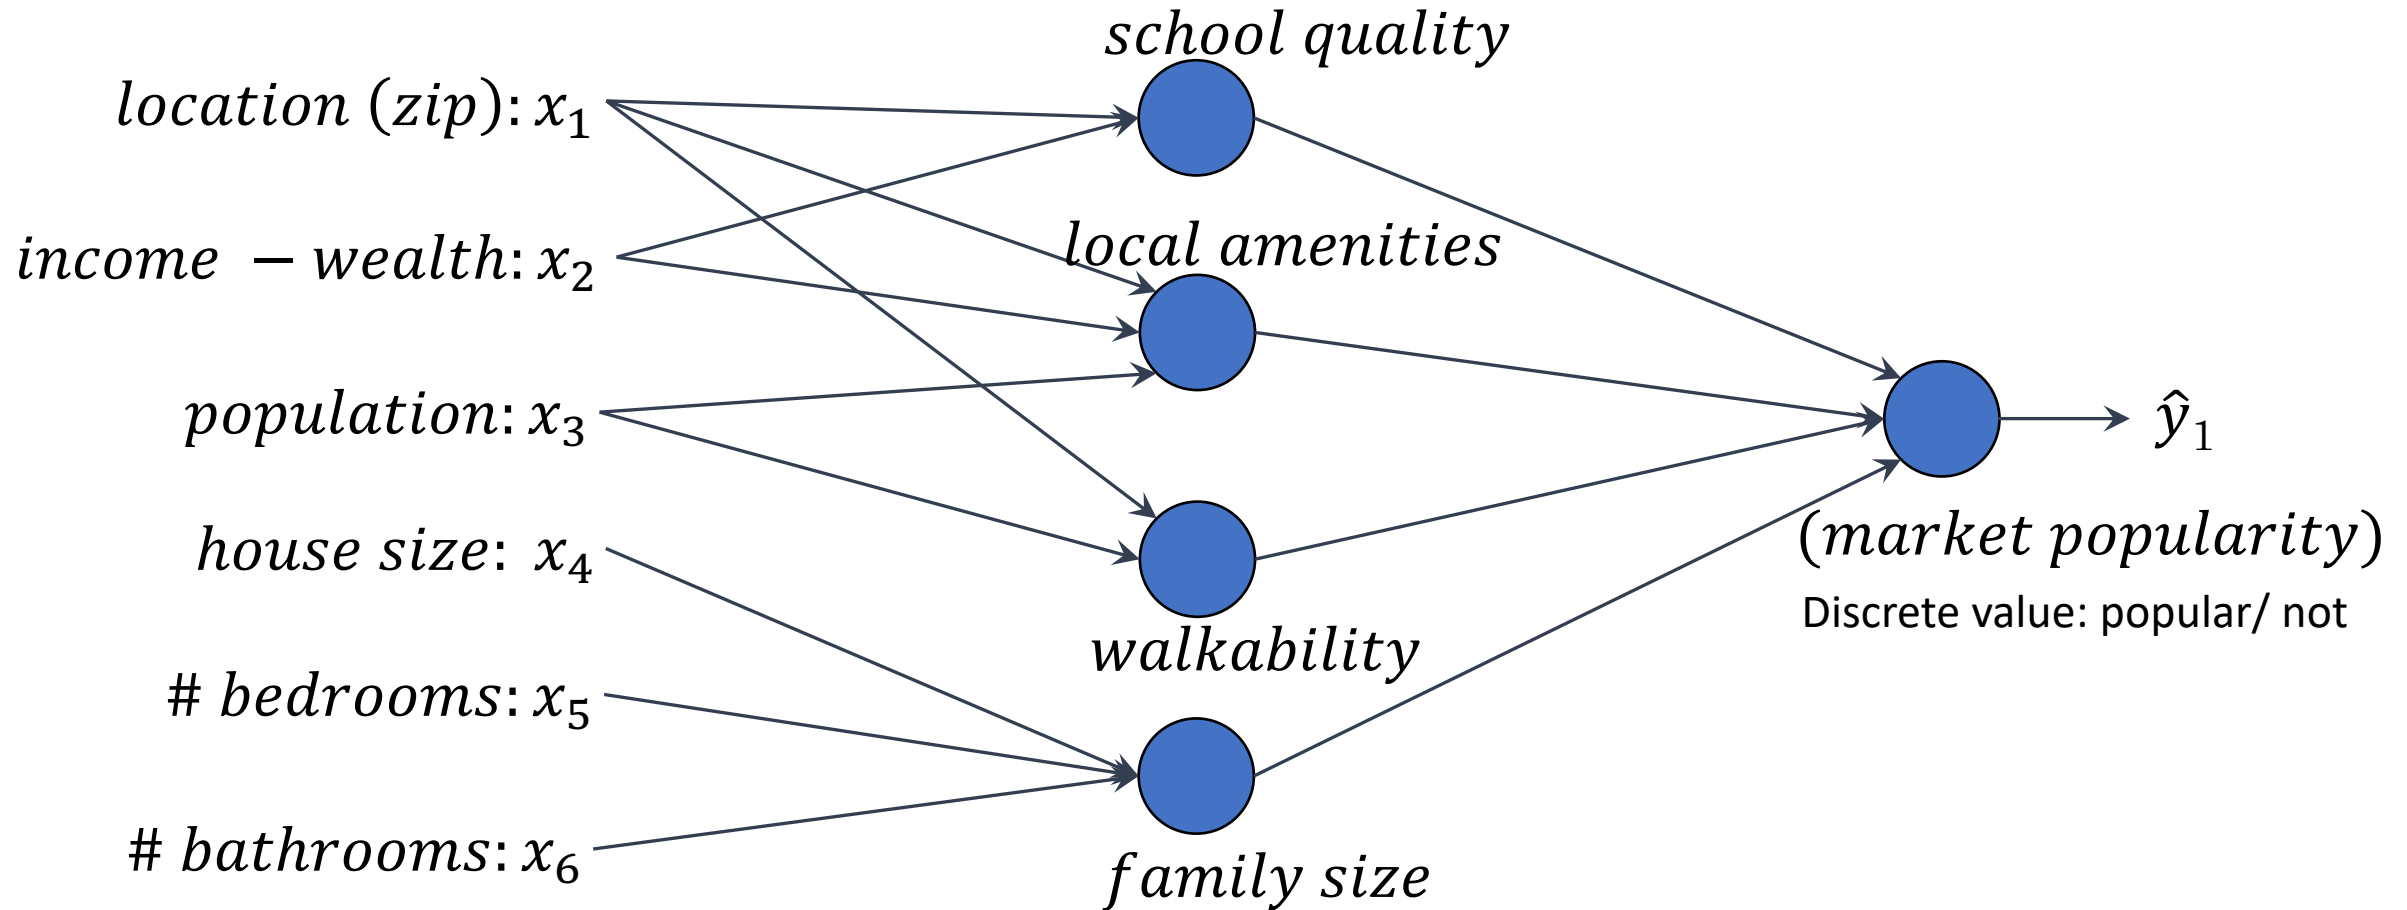 school quality
location (zip): x₁
income − wealth: x₂
local amenities
population: x₃
ŷ₁
house size: x₄
(market popularity)
Discrete value: popular/ not
walkability
# bedrooms: x₅
# bathrooms: x₆
family size